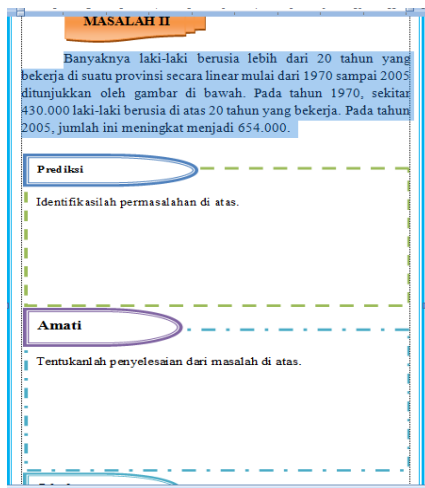 MASALAH II
Banyaknya laki-laki berusia lebih dari 20 tahun yang
bekerja di suatu provinsi secara linear mulai dari 1970 sampai 2005
ditunjukkan oleh gambar di bawah. Pada tahun 1970, sekitar
430.000 laki-laki berusia di atas 20 tahun yang bekerja. Pada tahun
2005, jumlah ini meningkat menjadi 654.000.
Prediksi
Identifikasilah permasalahan di atas.
Amati
Tentukanlah penyelesaian dari masalah di atas.